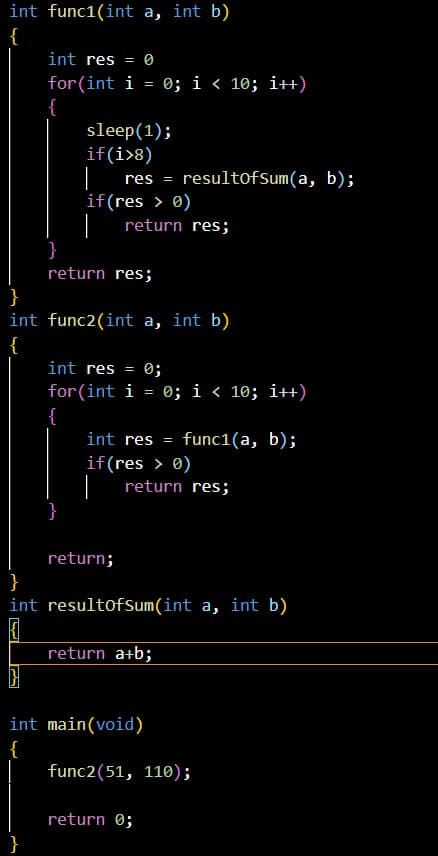 int func1(int a, int b)
{
    int res = 0
    for(int i = 0; i < 10; i++)
    {
        sleep(1);
        if(i>8)
            res = resultOfSum(a, b);
        if(res > 0)
            return res;
    }
    return res;
}
int func2(int a, int b)
{
    int res = 0;
    for(int i = 0; i < 10; i++)
    {
        int res = func1(a, b);
        if(res > 0)
            return res;
    }

    return;
}
int resultOfSum(int a, int b)
{
    return a+b;
}

int main(void)
{
    func2(51, 110);

    return 0;
}